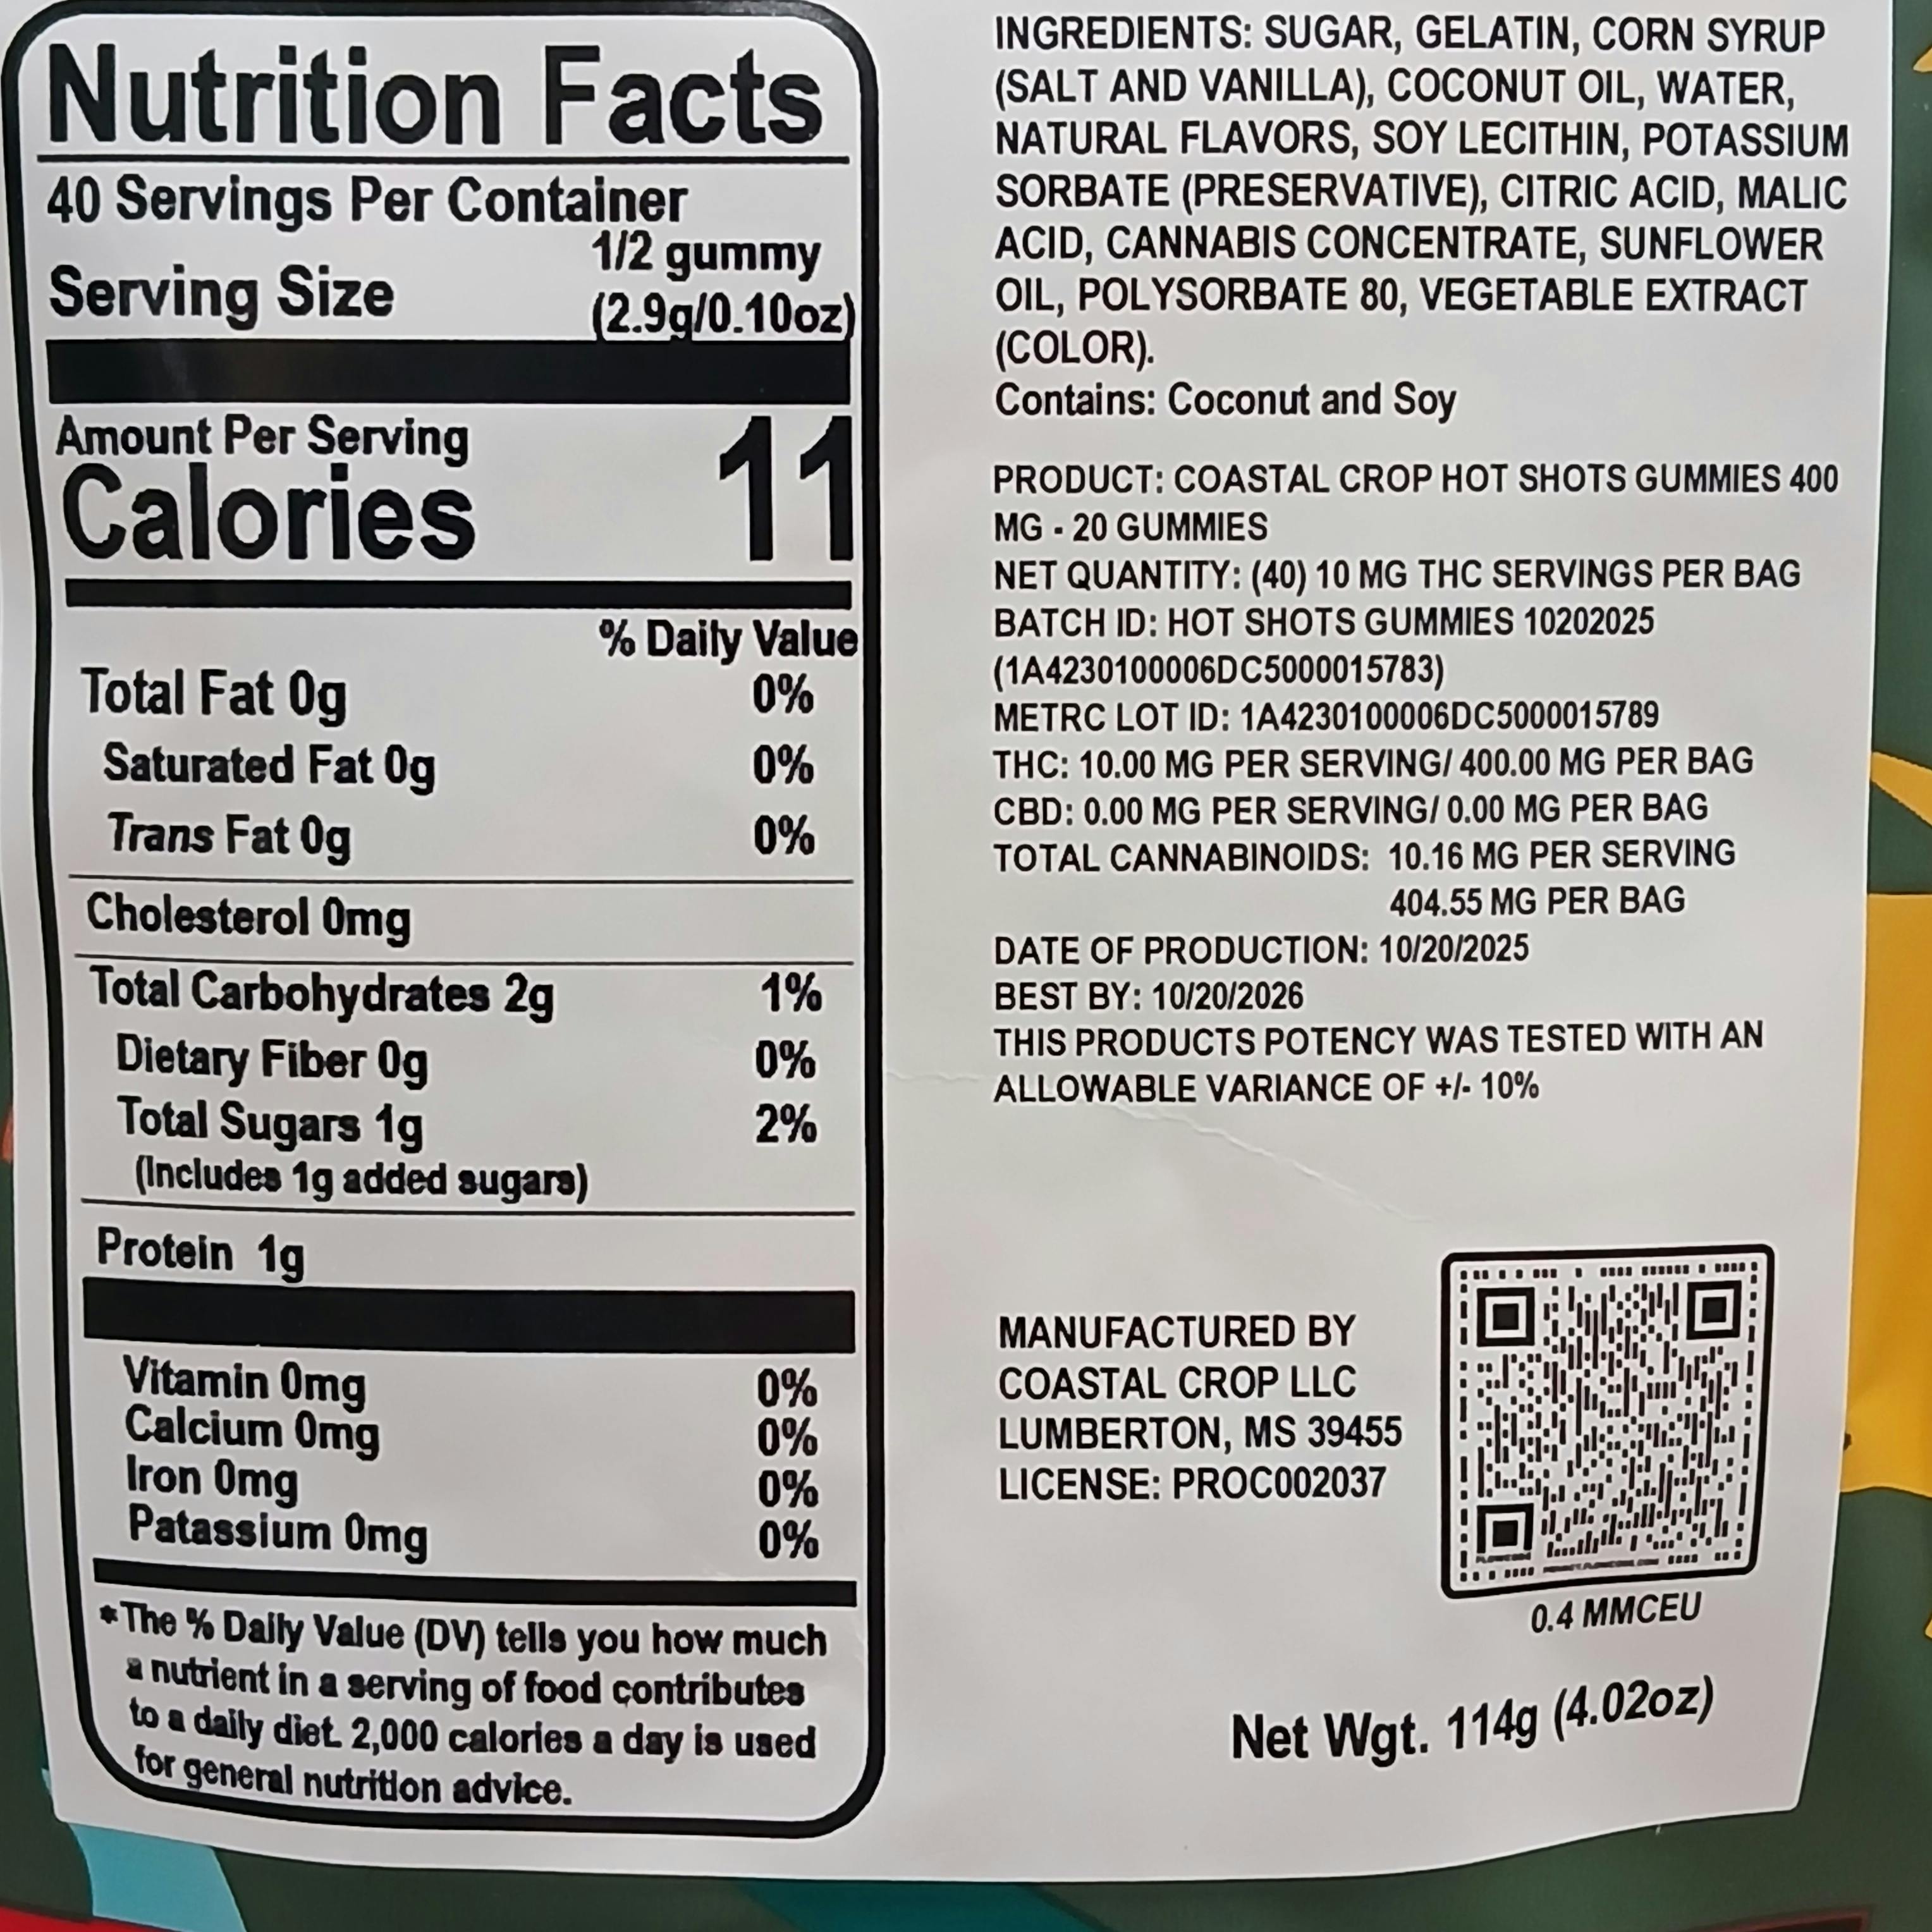 Nutrition Facts
40 Servings Per Container
Serving Size
1/2 gummy
(2.9g/0.10oz)
Amount Per Serving
Calories 11
% Daily Value
Total Fat 0g 0%
Saturated Fat 0g 0%
Trans Fat 0g 0%
Cholesterol 0mg
Total Carbohydrates 2g 1%
Dietary Fiber 0g 0%
Total Sugars 1g 2%
(Includes 1g added sugars)
Protein 1g
Vitamin 0mg 0%
Calcium 0mg 0%
Iron 0mg 0%
Patassium 0mg 0%
*The % Daily Value (DV) tells you how much
a nutrient in a serving of food contributes
to a daily diet. 2,000 calories a day is used
for general nutrition advice.
INGREDIENTS: SUGAR, GELATIN, CORN SYRUP
(SALT AND VANILLA), COCONUT OIL, WATER,
NATURAL FLAVORS, SOY LECITHIN, POTASSIUM
SORBATE (PRESERVATIVE), CITRIC ACID, MALIC
ACID, CANNABIS CONCENTRATE, SUNFLOWER
OIL, POLYSORBATE 80, VEGETABLE EXTRACT
(COLOR).
Contains: Coconut and Soy
PRODUCT: COASTAL CROP HOT SHOTS GUMMIES 400
MG - 20 GUMMIES
NET QUANTITY: (40) 10 MG THC SERVINGS PER BAG
BATCH ID: HOT SHOTS GUMMIES 10202025
(1A4230100006DC5000015783)
METRC LOT ID: 1A4230100006DC5000015789
THC: 10.00 MG PER SERVING/ 400.00 MG PER BAG
CBD: 0.00 MG PER SERVING/ 0.00 MG PER BAG
TOTAL CANNABINOIDS: 10.16 MG PER SERVING
404.55 MG PER BAG
DATE OF PRODUCTION: 10/20/2025
BEST BY: 10/20/2026
THIS PRODUCTS POTENCY WAS TESTED WITH AN
ALLOWABLE VARIANCE OF +/- 10%
MANUFACTURED BY
COASTAL CROP LLC
LUMBERTON, MS 39455
LICENSE: PROC002037
0.4 MMCEU
Net Wgt. 114g (4.02oz)